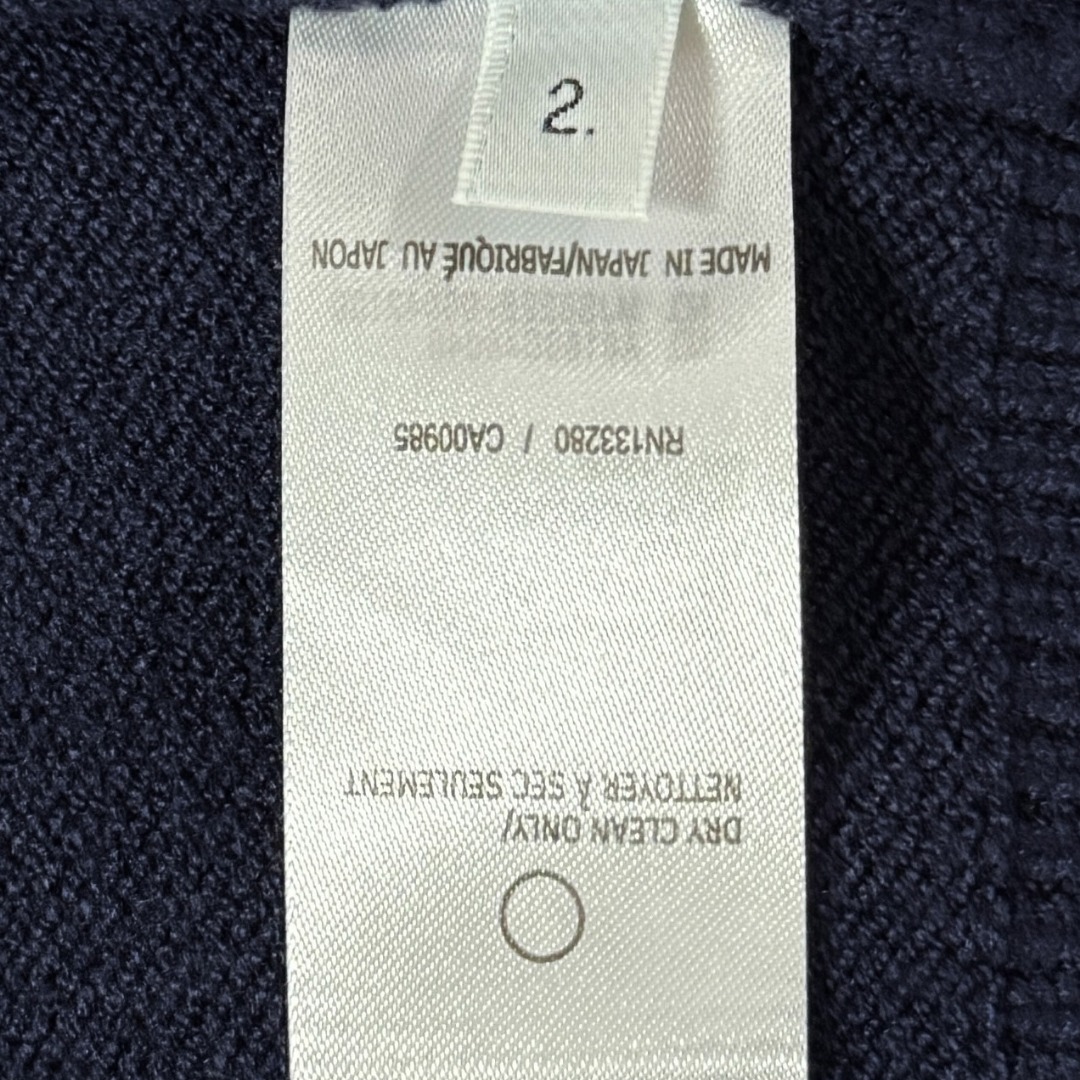 2.
DRY CLEAN ONLY/
NETTOYER À SEC SEULEMENT
RN133280 / CA00985
MADE IN JAPAN/FABRIQUÉ AU JAPON